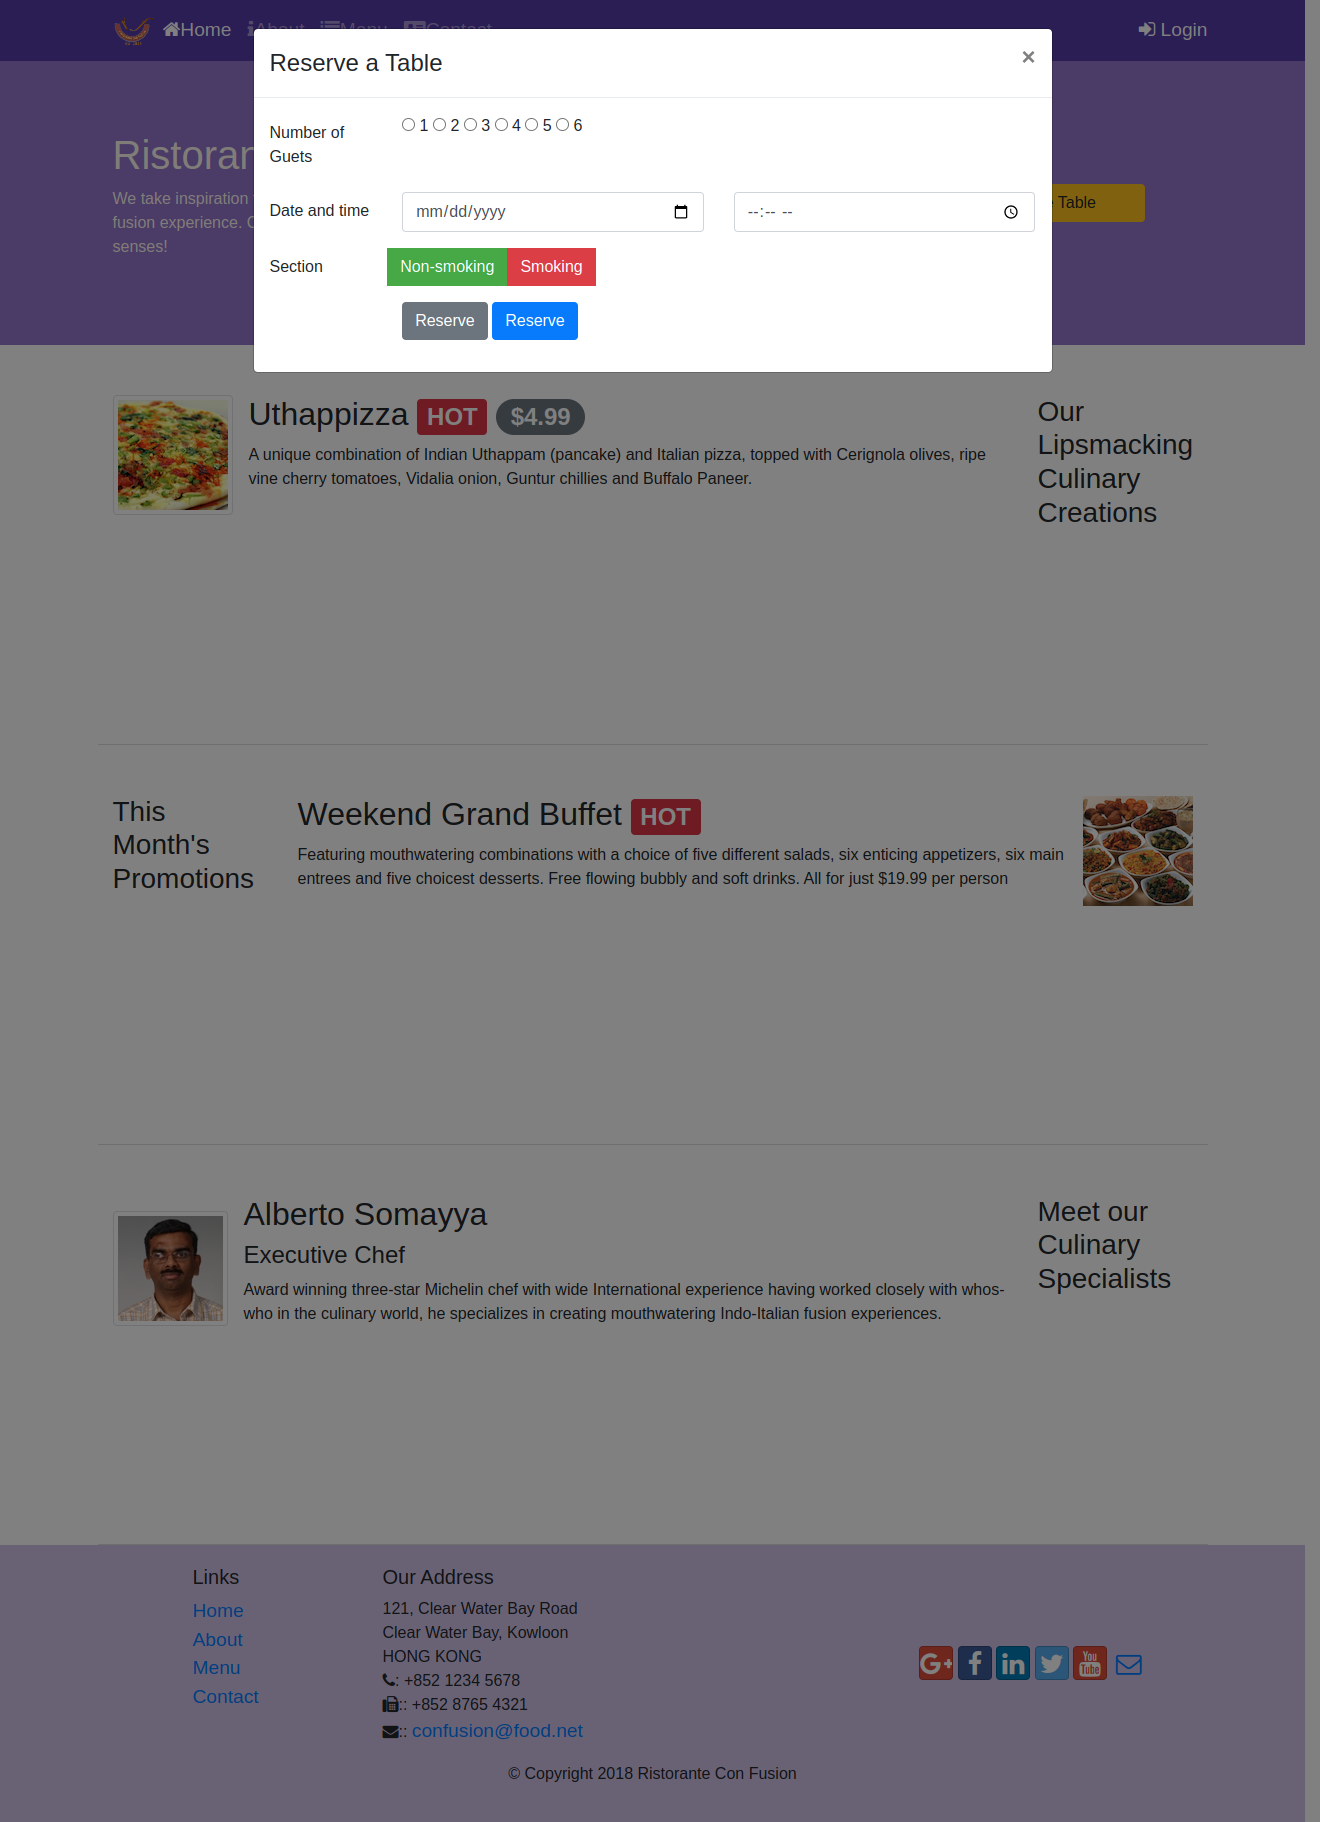 Home About Menu Contact Login
Reserve a Table ×
Number of
Guets
1 2 3 4 5 6
Ristoran
We take inspiration
fusion experience.
senses!
Table
Date and time mm/dd/yyyy --:-- --
Section Non-smoking Smoking
Reserve Reserve
Uthappizza HOT $4.99
A unique combination of Indian Uthappam (pancake) and Italian pizza, topped with Cerignola olives, ripe
vine cherry tomatoes, Vidalia onion, Guntur chillies and Buffalo Paneer.
Our
Lipsmacking
Culinary
Creations
This
Month's
Promotions
Weekend Grand Buffet HOT
Featuring mouthwatering combinations with a choice of five different salads, six enticing appetizers, six main
entrees and five choicest desserts. Free flowing bubbly and soft drinks. All for just $19.99 per person
Alberto Somayya
Executive Chef
Award winning three-star Michelin chef with wide International experience having worked closely with whos-
who in the culinary world, he specializes in creating mouthwatering Indo-Italian fusion experiences.
Meet our
Culinary
Specialists
Links
Home
About
Menu
Contact
Our Address
121, Clear Water Bay Road
Clear Water Bay, Kowloon
HONG KONG
: +852 1234 5678
:: +852 8765 4321
:: confusion@food.net
You
Tube
© Copyright 2018 Ristorante Con Fusion